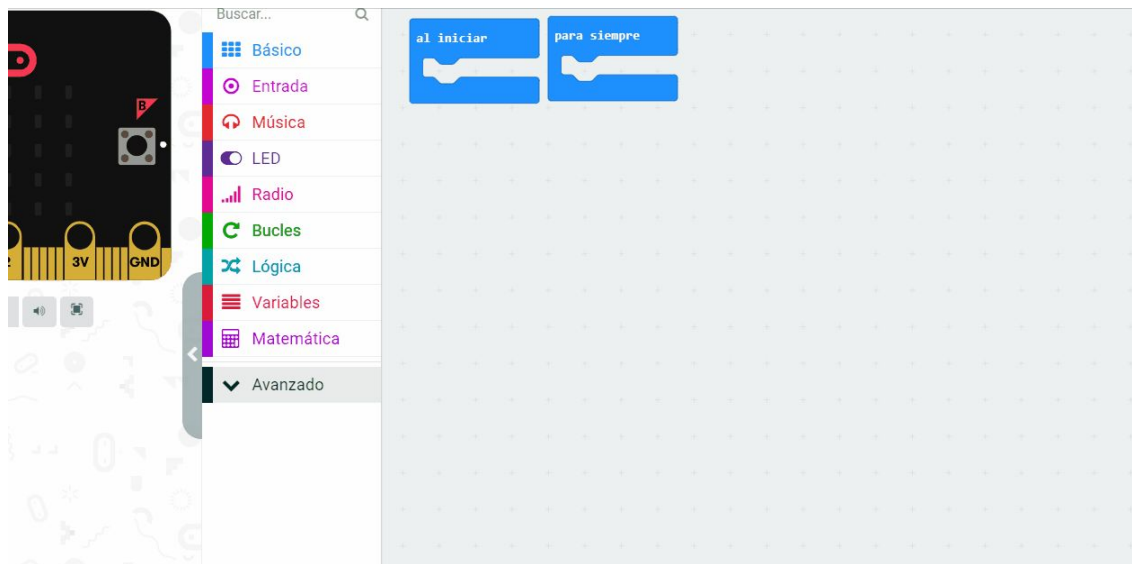 Buscar...
Básico
Entrada
Música
LED
Radio
Bucles
Lógica
Variables
Matemática
Avanzado
al iniciar
para siempre
B
3V
GND